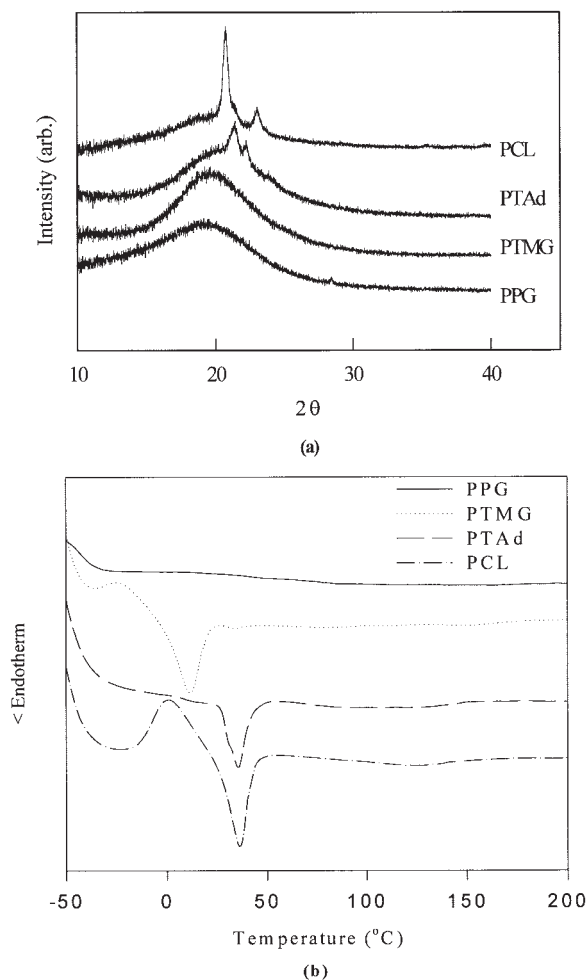 Intensity (arb.)
PCL
PTAd
PTMG
PPG
10 20 30 40
2θ
(a)
PPG
PTMG
PTAd
PCL
< Endotherm
-50 0 50 100 150 200
Temperature (°C)
(b)